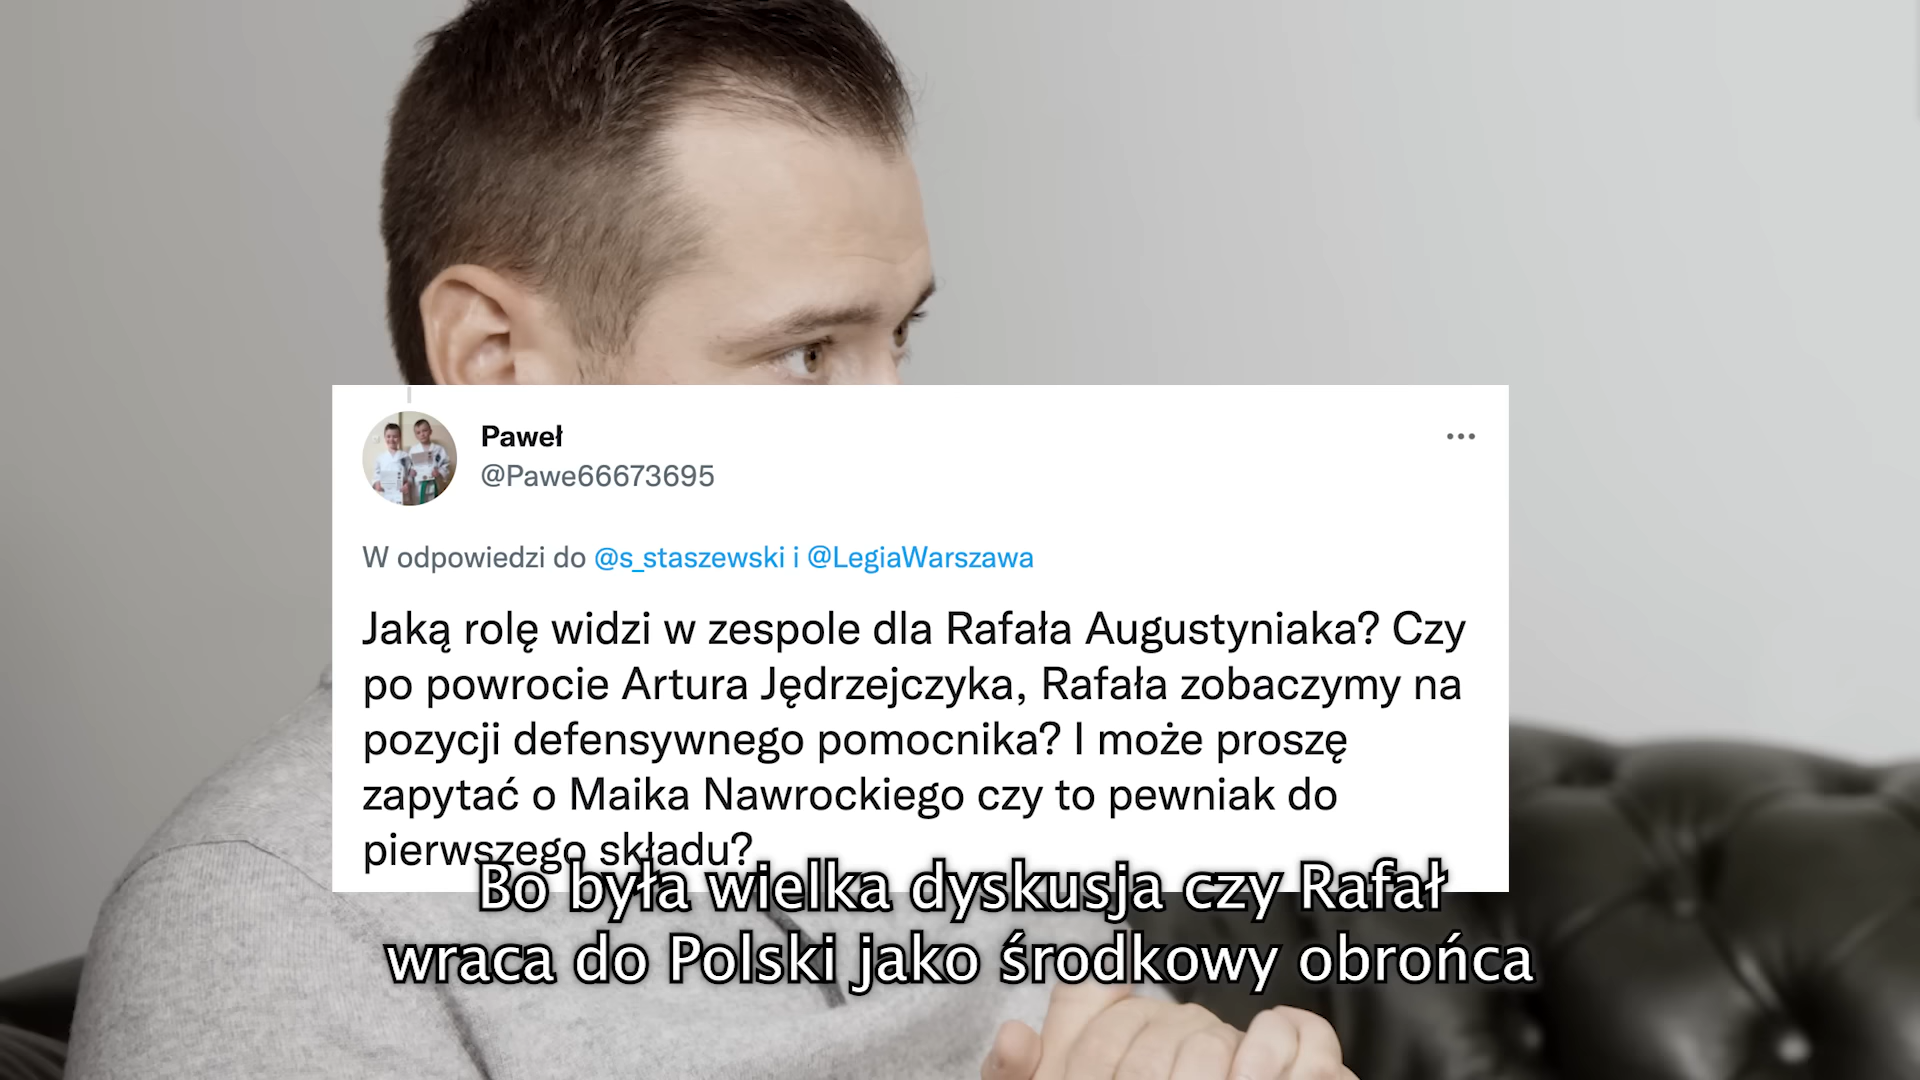 Paweł
@Pawe66673695
W odpowiedzi do @s_staszewski i @LegiaWarszawa
Jaką rolę widzi w zespole dla Rafała Augustyniaka? Czy
po powrocie Artura Jędrzejczyka, Rafała zobaczymy na
pozycji defensywnego pomocnika? I może proszę
zapytać o Maika Nawrockiego czy to pewniak do
pierwszego składu?
Bo była wielka dyskusja czy Rafał
wraca do Polski jako środkowy obrońca